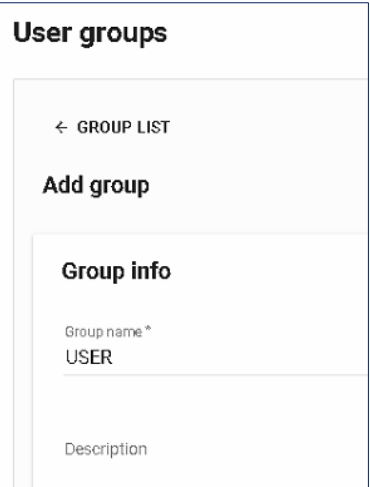 User groups
← GROUP LIST
Add group
Group info
Group name *
USER
Description